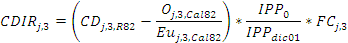 CDIR_{j,3} = (CD_{j,3,R82} − O_{j,3,Cal82} / Eu_{j,3,Cal82}) * IPP_0 / IPP_{dic01} * FC_{j,3}